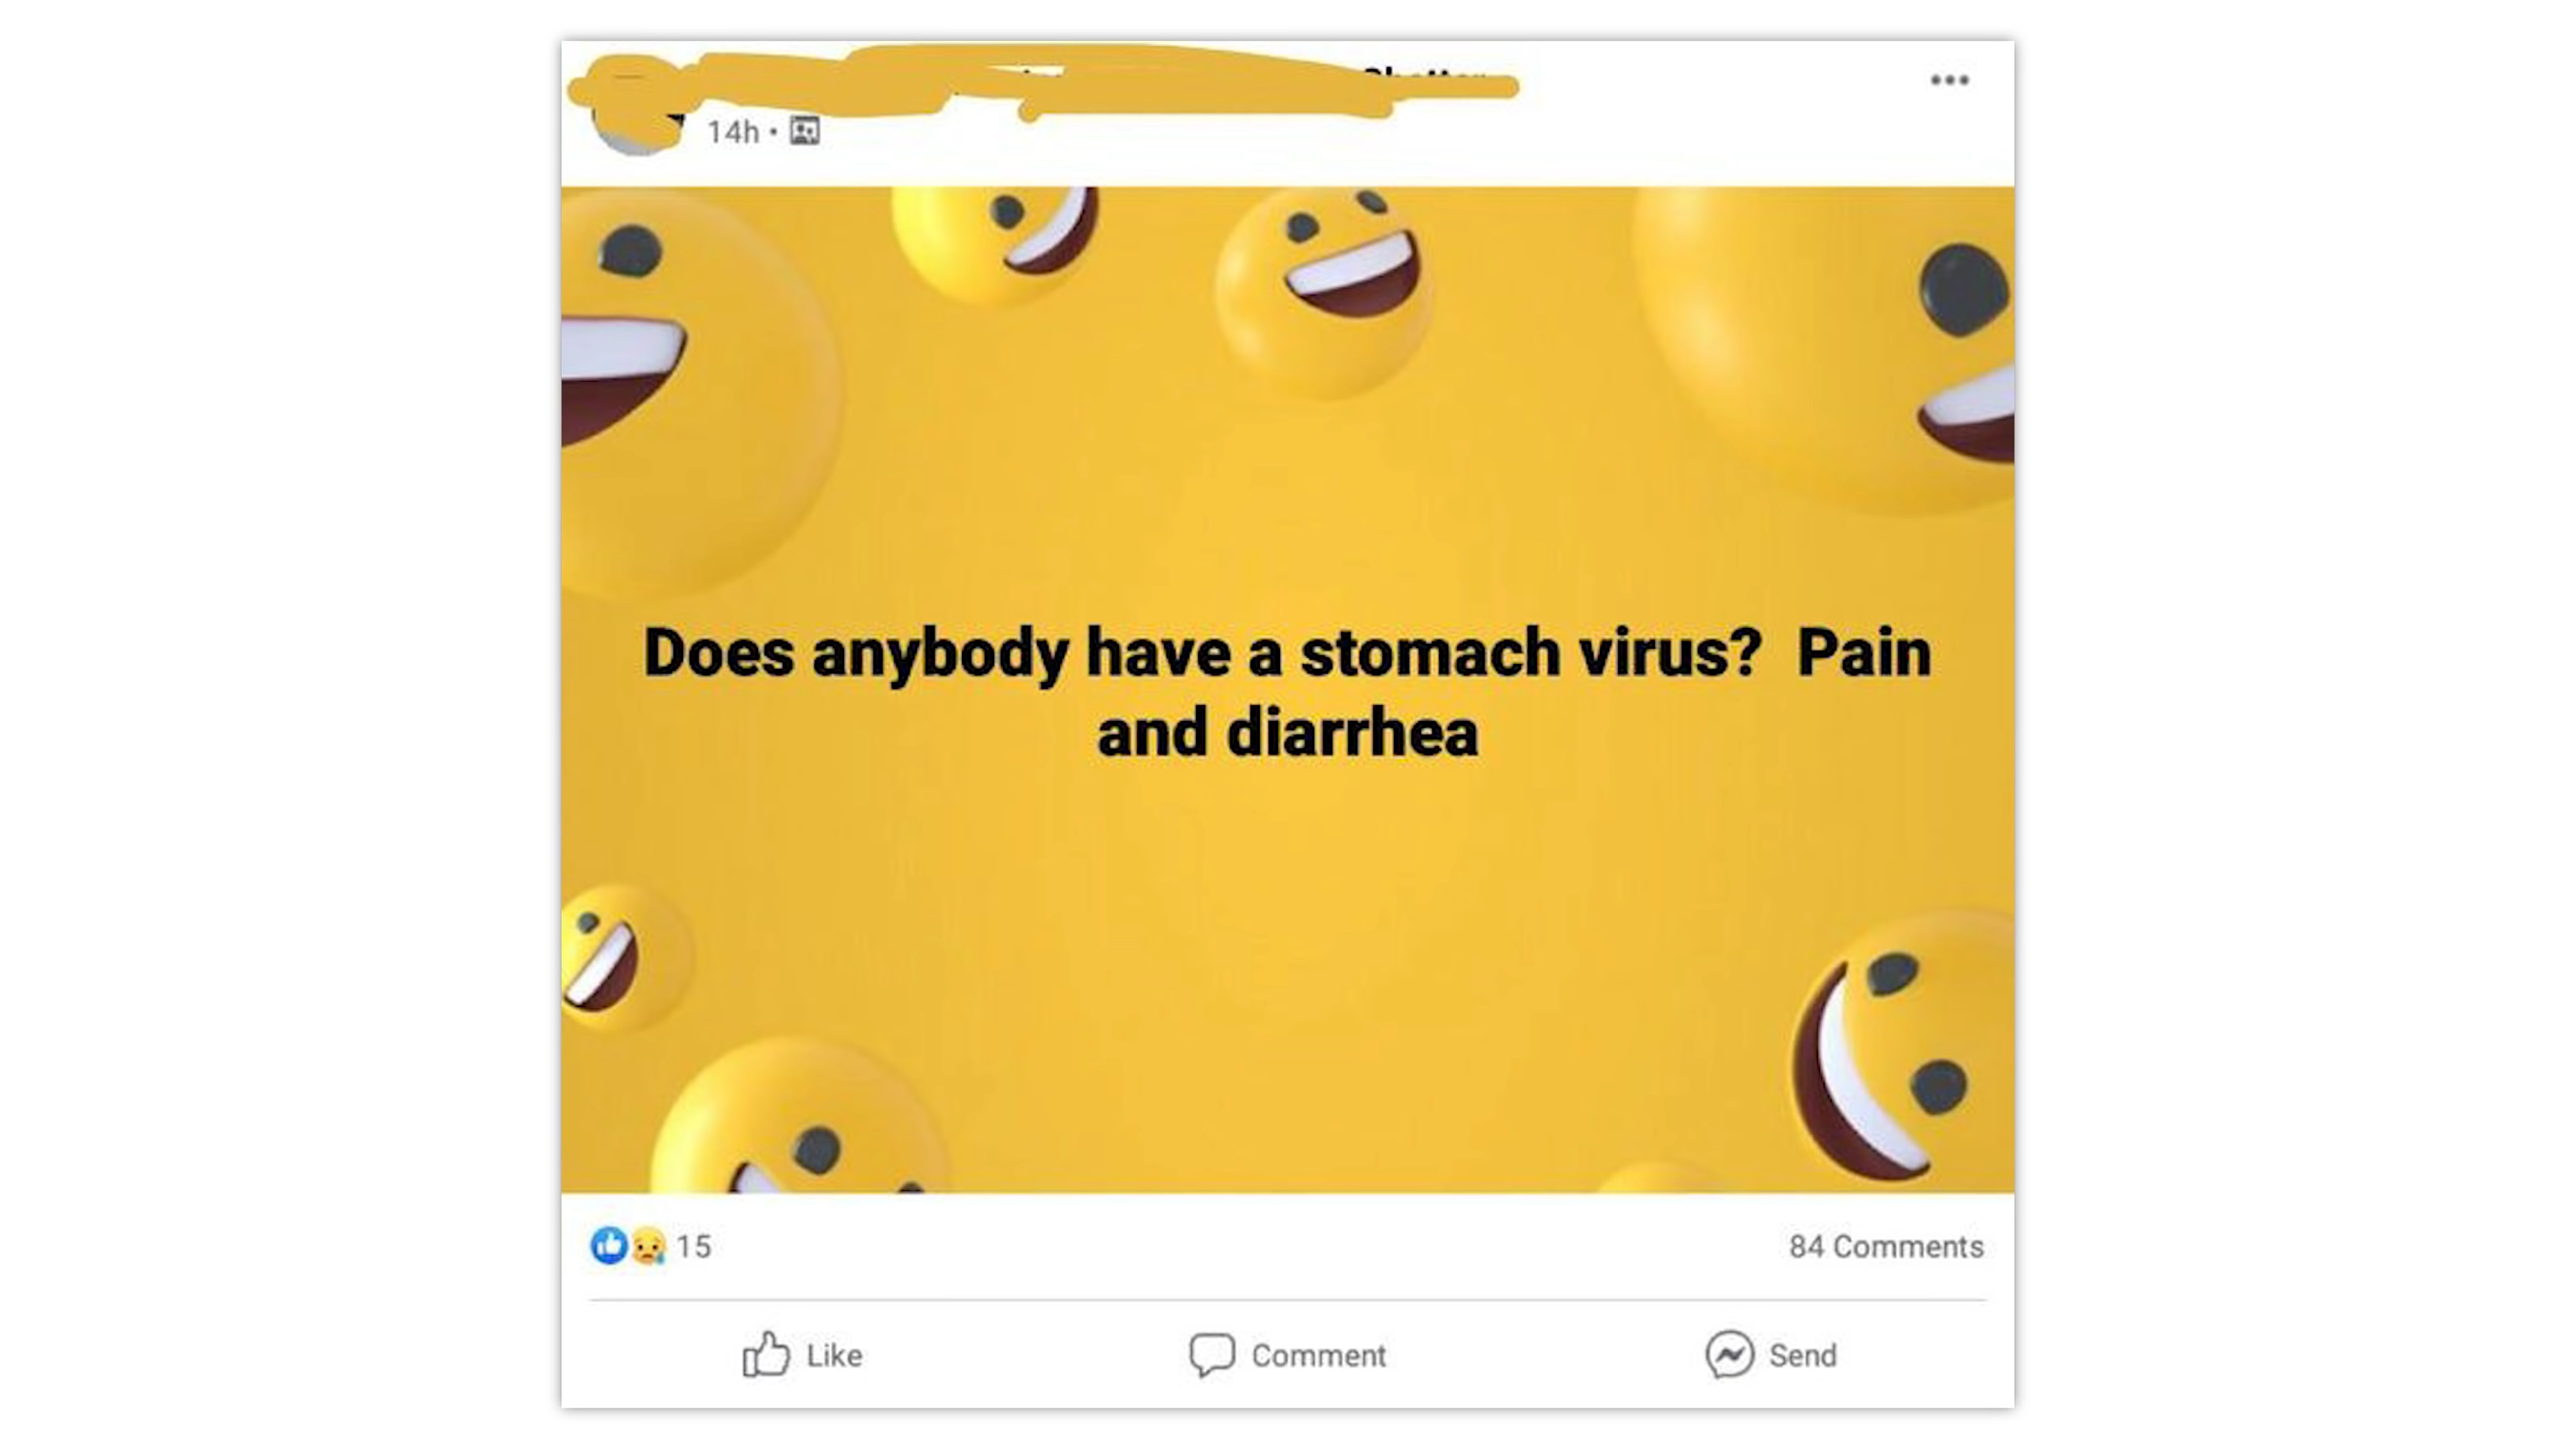 14h •
Does anybody have a stomach virus?  Pain
and diarrhea
15
84 Comments
Like
Comment
Send